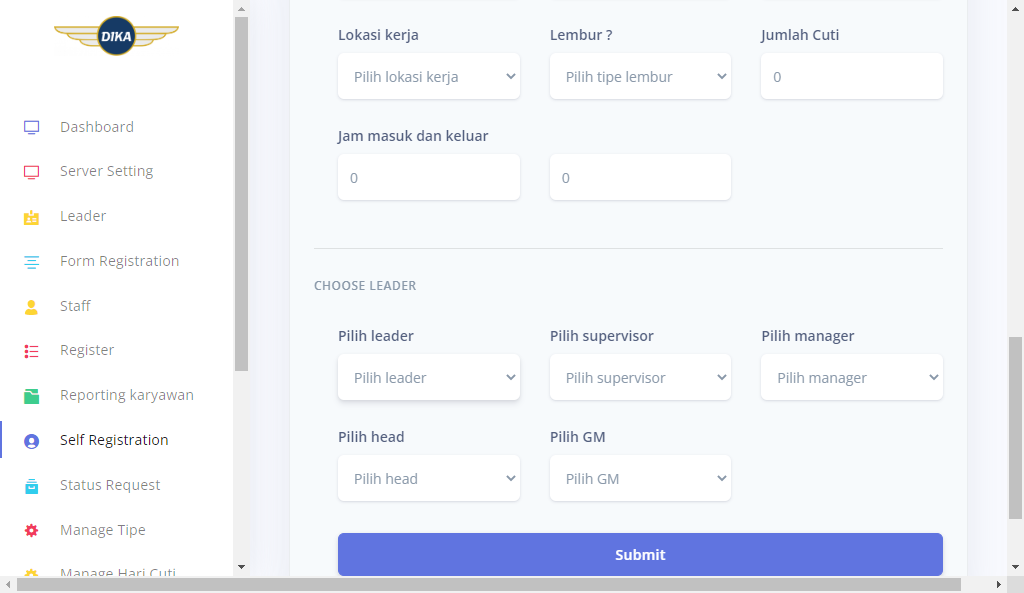 DIKA
Dashboard
Server Setting
Leader
Form Registration
Staff
Register
Reporting karyawan
Self Registration
Status Request
Manage Tipe
Manage Hari Cuti
Lokasi kerja
Lembur ?
Jumlah Cuti
Pilih lokasi kerja
Pilih tipe lembur
0
Jam masuk dan keluar
0
0
CHOOSE LEADER
Pilih leader
Pilih supervisor
Pilih manager
Pilih leader
Pilih supervisor
Pilih manager
Pilih head
Pilih GM
Pilih head
Pilih GM
Submit